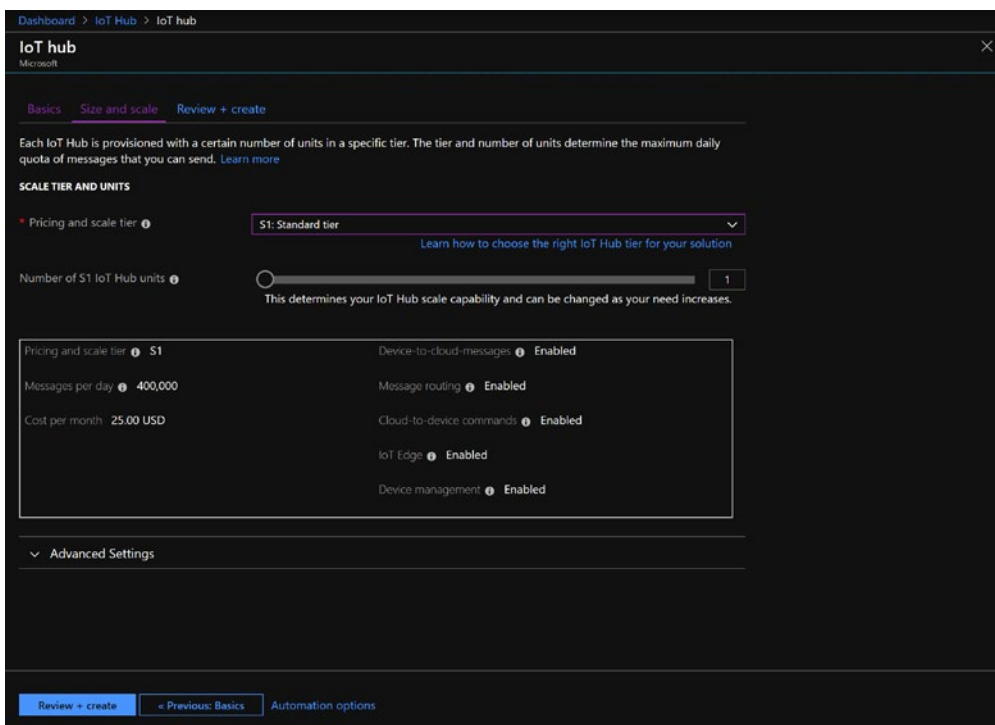 Dashboard > IoT Hub > IoT hub
IoT hub
Microsoft
Basics Size and scale Review + create
Each IoT Hub is provisioned with a certain number of units in a specific tier. The tier and number of units determine the maximum daily
quota of messages that you can send. Learn more
SCALE TIER AND UNITS
* Pricing and scale tier S1: Standard tier
Learn how to choose the right IoT Hub tier for your solution
Number of S1 IoT Hub units 1
This determines your IoT Hub scale capability and can be changed as your need increases.
Pricing and scale tier S1 Device-to-cloud-messages Enabled
Messages per day 400,000 Message routing Enabled
Cost per month 25.00 USD Cloud-to-device commands Enabled
IoT Edge Enabled
Device management Enabled
Advanced Settings
Review + create « Previous: Basics Automation options